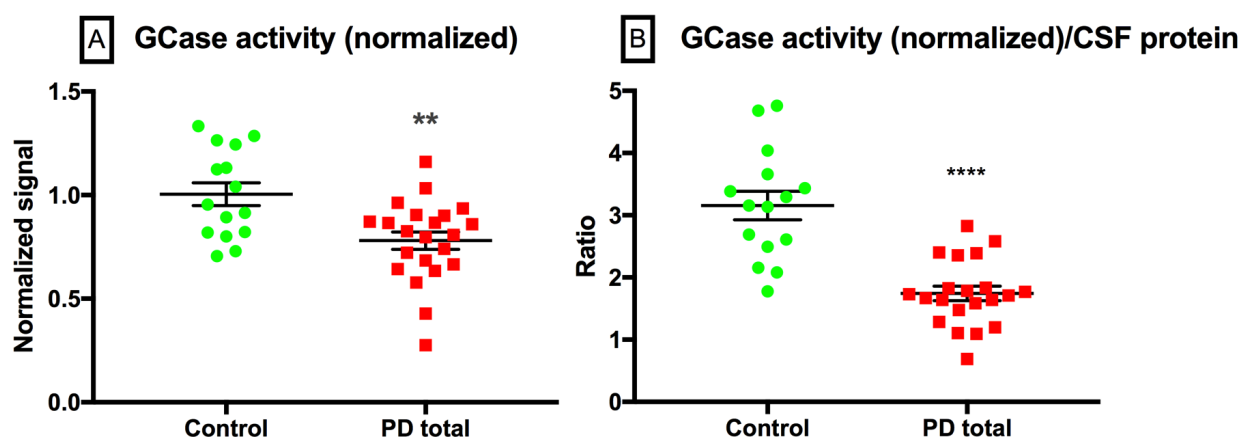 A GCase activity (normalized)
Normalized signal
1.5
1.0
0.5
0.0
**
Control PD total
B GCase activity (normalized)/CSF protein
Ratio
5
4
3
2
1
0
****
Control PD total